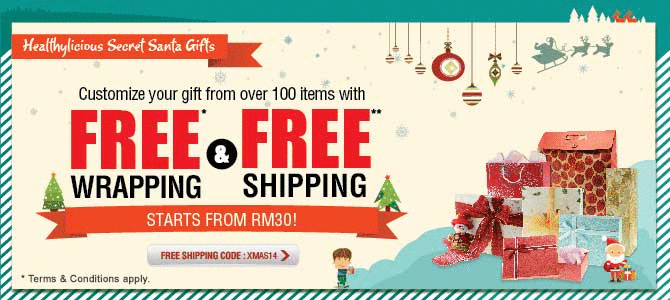 Healthylicious Secret Santa Gifts
Customize your gift from over 100 items with
FREE* & FREE**
WRAPPING SHIPPING
STARTS FROM RM30!
FREE SHIPPING CODE : XMAS14 >
* Terms & Conditions apply.